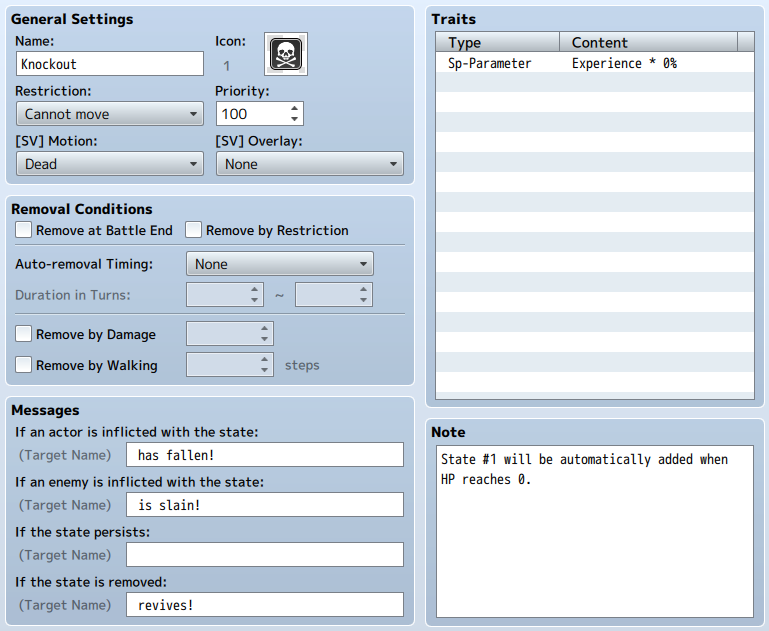 General Settings
Name: Icon:
Knockout 1
Restriction: Priority:
Cannot move 100
[SV] Motion: [SV] Overlay:
Dead None
Removal Conditions
Remove at Battle End Remove by Restriction
Auto-removal Timing: None
Duration in Turns: ~
Remove by Damage
Remove by Walking steps
Messages
If an actor is inflicted with the state:
(Target Name) has fallen!
If an enemy is inflicted with the state:
(Target Name) is slain!
If the state persists:
(Target Name)
If the state is removed:
(Target Name) revives!
Traits
Type Content
Sp-Parameter Experience * 0%
Note
State #1 will be automatically added when
HP reaches 0.